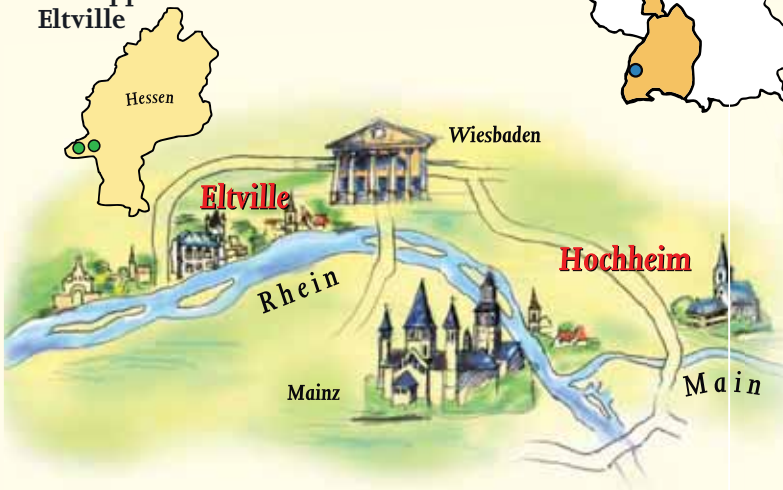 Eltville
Hessen
Wiesbaden
Eltville
Hochheim
Rhein
Mainz
Main